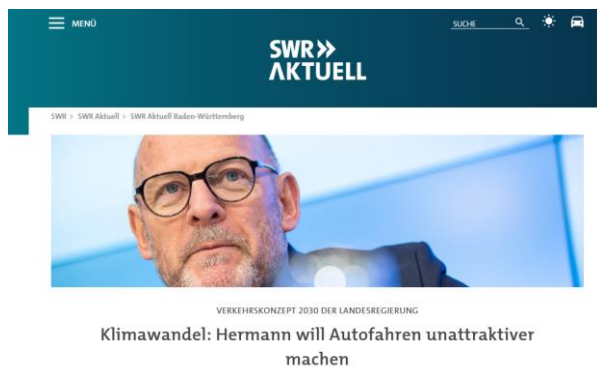 MENÜ
SUCHE
SWR»
AKTUELL
SWR > SWR Aktuell > SWR Aktuell Baden-Württemberg
VERKEHRSKONZEPT 2030 DER LANDESREGIERUNG
Klimawandel: Hermann will Autofahren unattraktiver
machen